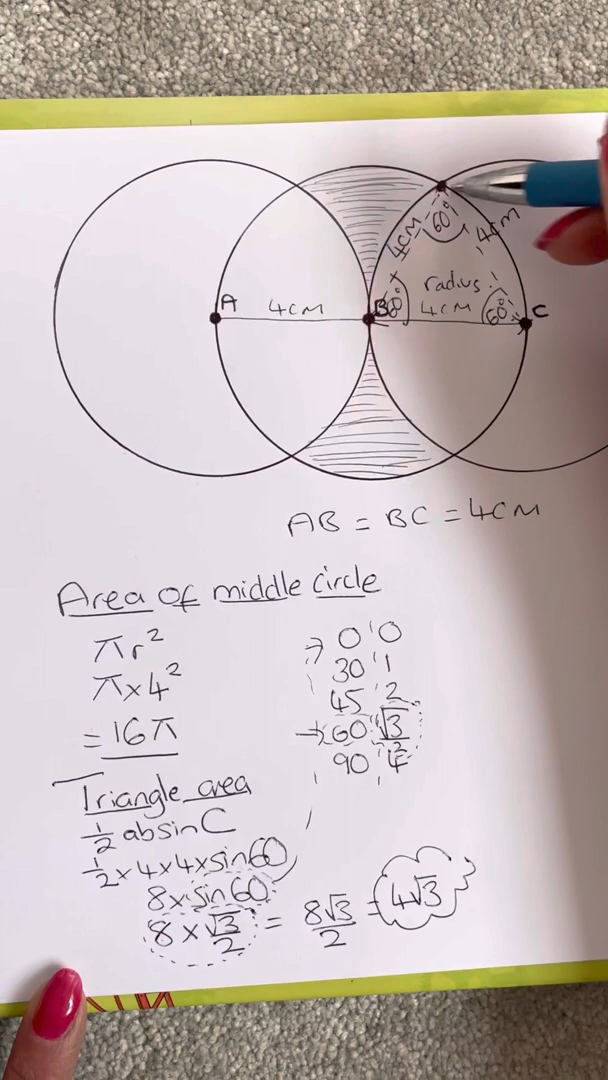 4cm 60° 4cm
radius
A 4cm B 60° 4cm 60° C
AB = BC = 4cm
Area of middle circle
πr²
π×4²
= 16π
→ 0 0
30 1
45 2
→ 60 √3/2
90 4
Triangle area
½absinC
½×4×4×sin60
8×sin60
8 × √3/2 = 8√3/2 = 4√3